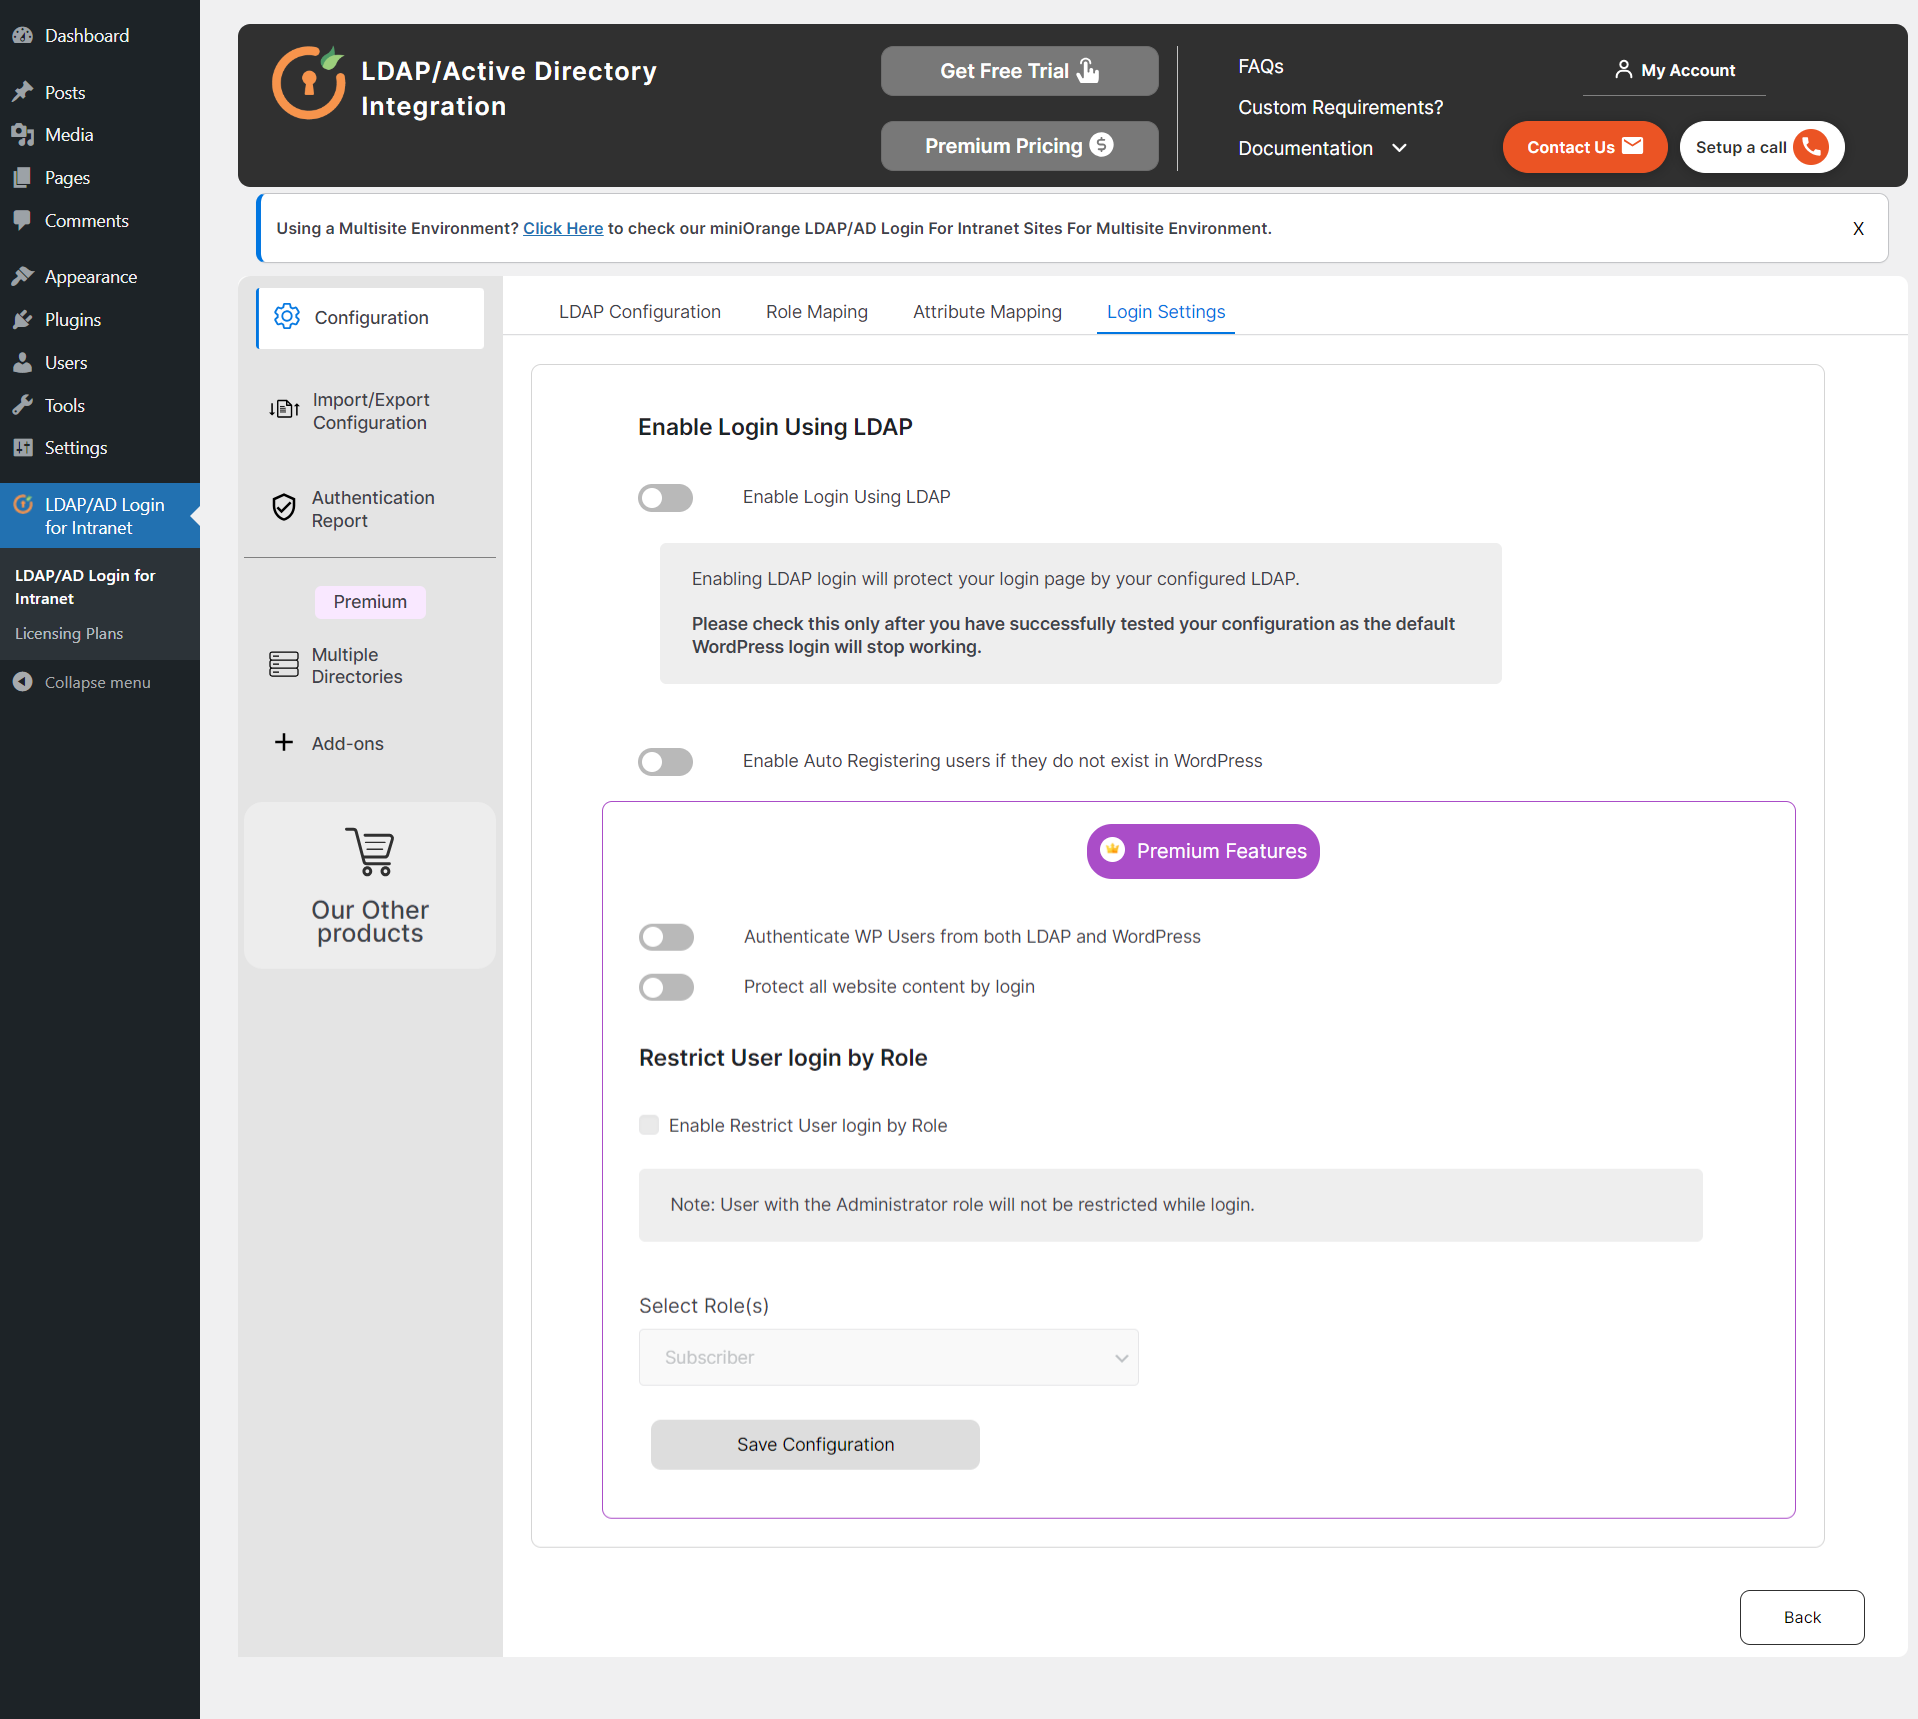 Dashboard
Posts
Media
Pages
Comments
Appearance
Plugins
Users
Tools
Settings
LDAP/AD Login
for Intranet
LDAP/AD Login for
Intranet
Licensing Plans
Collapse menu
LDAP/Active Directory
Integration
Get Free Trial
Premium Pricing
FAQs
Custom Requirements?
Documentation
My Account
Contact Us
Setup a call
Using a Multisite Environment? Click Here to check our miniOrange LDAP/AD Login For Intranet Sites For Multisite Environment.
X
Configuration
Import/Export
Configuration
Authentication
Report
Premium
Multiple
Directories
Add-ons
Our Other
products
LDAP Configuration
Role Maping
Attribute Mapping
Login Settings
Enable Login Using LDAP
Enable Login Using LDAP
Enabling LDAP login will protect your login page by your configured LDAP.
Please check this only after you have successfully tested your configuration as the default
WordPress login will stop working.
Enable Auto Registering users if they do not exist in WordPress
Premium Features
Authenticate WP Users from both LDAP and WordPress
Protect all website content by login
Restrict User login by Role
Enable Restrict User login by Role
Note: User with the Administrator role will not be restricted while login.
Select Role(s)
Subscriber
Save Configuration
Back